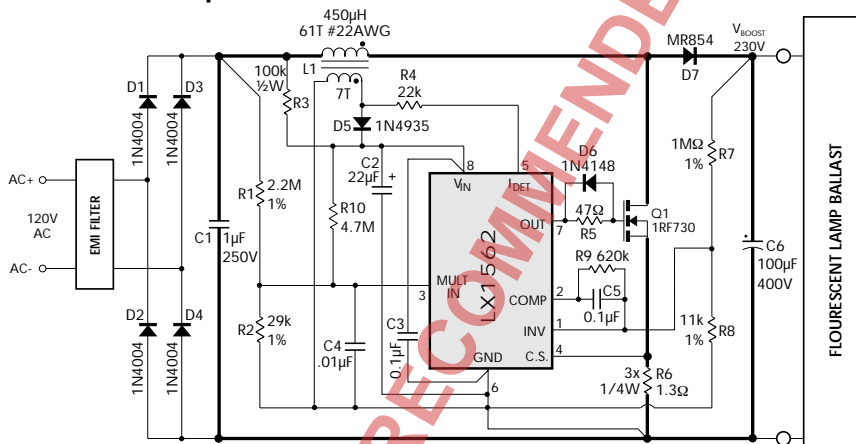 450µH
61T #22AWG
L1
7T
100k
½W
R3
R4
22k
D5
1N4935
MR854
D7
V BOOST
230V
D1
D3
1N4004
1N4004
AC+
120V
AC
AC-
EMI FILTER
D2
D4
1N4004
1N4004
C1
1µF
250V
R1
2.2M
1%
R2
29k
1%
R10
4.7M
C2
22µF
+
C4
.01µF
C3
0.1µF
8
V IN
5
I DET
OUT
7
LX1562
MULT
IN
3
COMP
2
INV
1
C.S.
4
GND
6
D6
1N4148
47Ω
R5
Q1
1RF730
R9 620k
C5
0.1µF
1MΩ
1%
R7
11k
1%
R8
3x
1/4W
R6
1.3Ω
+
C6
100µF
400V
FLOURESCENT LAMP BALLAST
RECOMMENDE